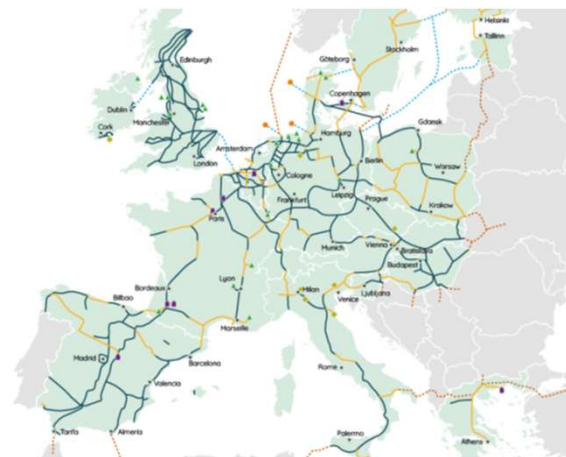 Helsinki
Tallinn
Stockholm
Göteborg
Edinburgh
Copenhagen
Dublin
Manchester
Gdańsk
Cork
Hamburg
Amsterdam
Berlin
Warsaw
London
Cologne
Leipzig
Frankfurt
Prague
Krakow
Paris
Munich
Vienna
Bratislava
Budapest
Lyon
Milan
Ljubljana
Venice
Bordeaux
Bilbao
Marseille
Madrid
Barcelona
Rome
Valencia
Tarifa
Almería
Palermo
Athens